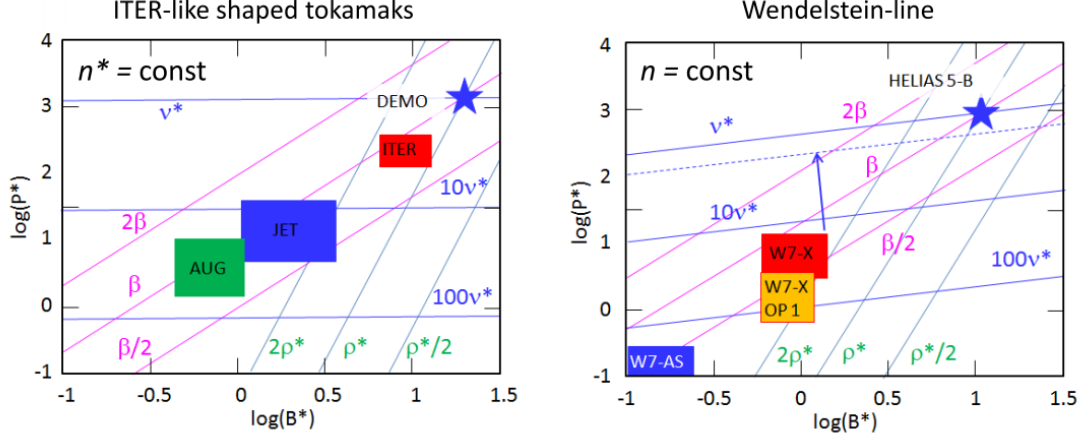 ITER-like shaped tokamaks
4
n* = const
3
DEMO
ν*
ITER
2
10ν*
2β
log(P*)
1
JET
AUG
β
0
100ν*
β/2
2ρ*
ρ*
ρ*/2
-1
-1
-0.5
0
0.5
1
1.5
log(B*)
Wendelstein-line
4
n = const
HELIAS 5-B
3
2β
ν*
2
β
10ν*
log(P*)
1
β/2
W7-X
100ν*
W7-X
OP 1
0
2ρ*
ρ*
ρ*/2
W7-AS
-1
-1
-0.5
0
0.5
1
1.5
log(B*)